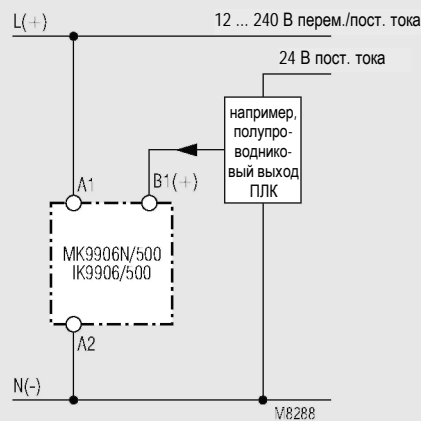 L(+)
12 ... 240 В перем./пост. тока
24 В пост. тока
например,
полупро-
воднико-
вый выход
ПЛК
A1
B1(+)
MK9906N/500
IK9906/500
A2
N(-)
M8288